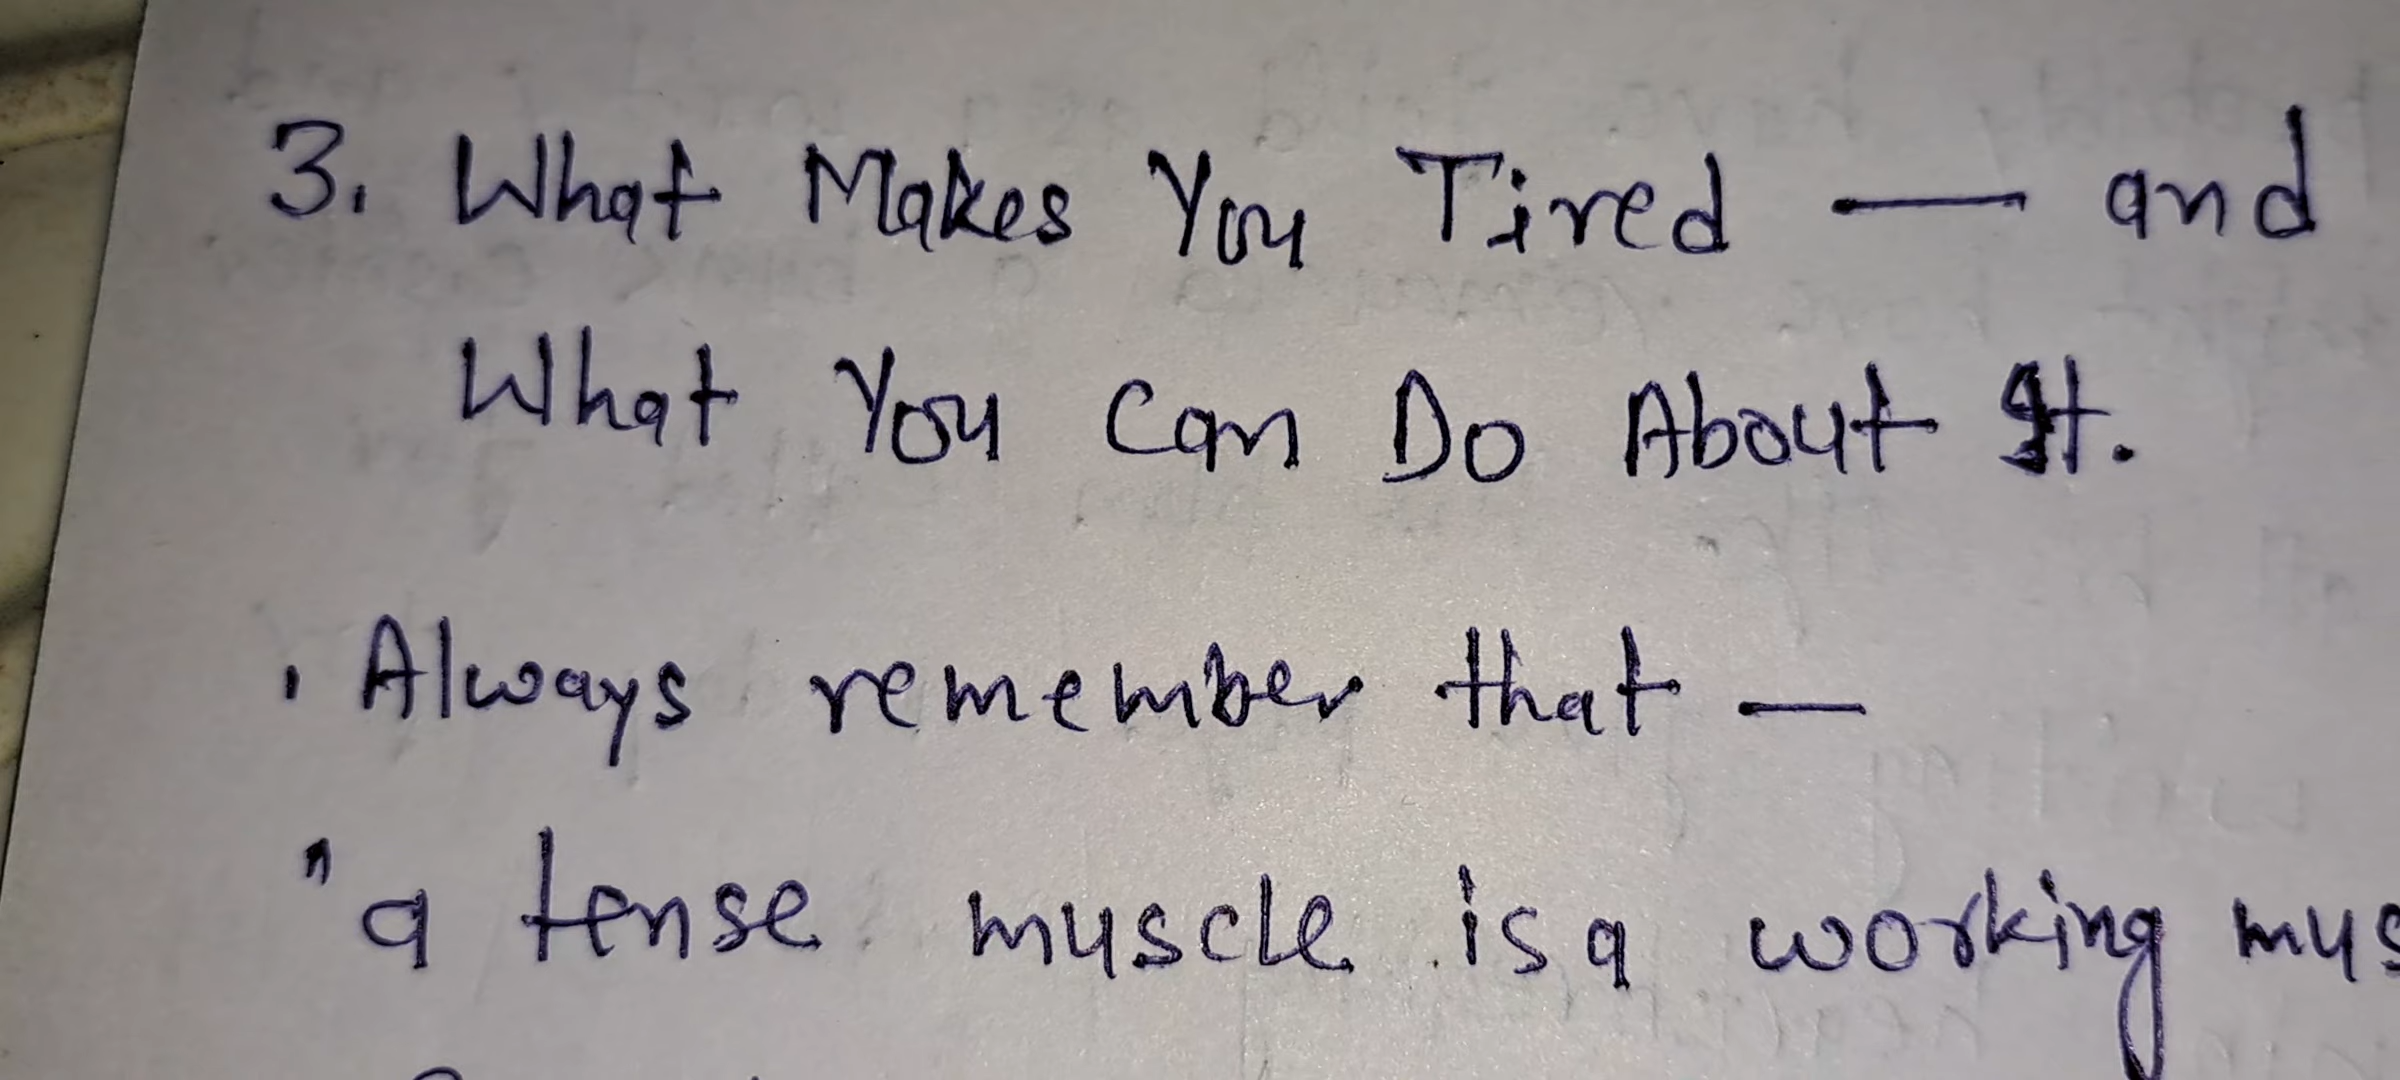 3. What Makes You Tired — and
What You Can Do About It.
• Always remember that —
"a tense muscle is a working mus